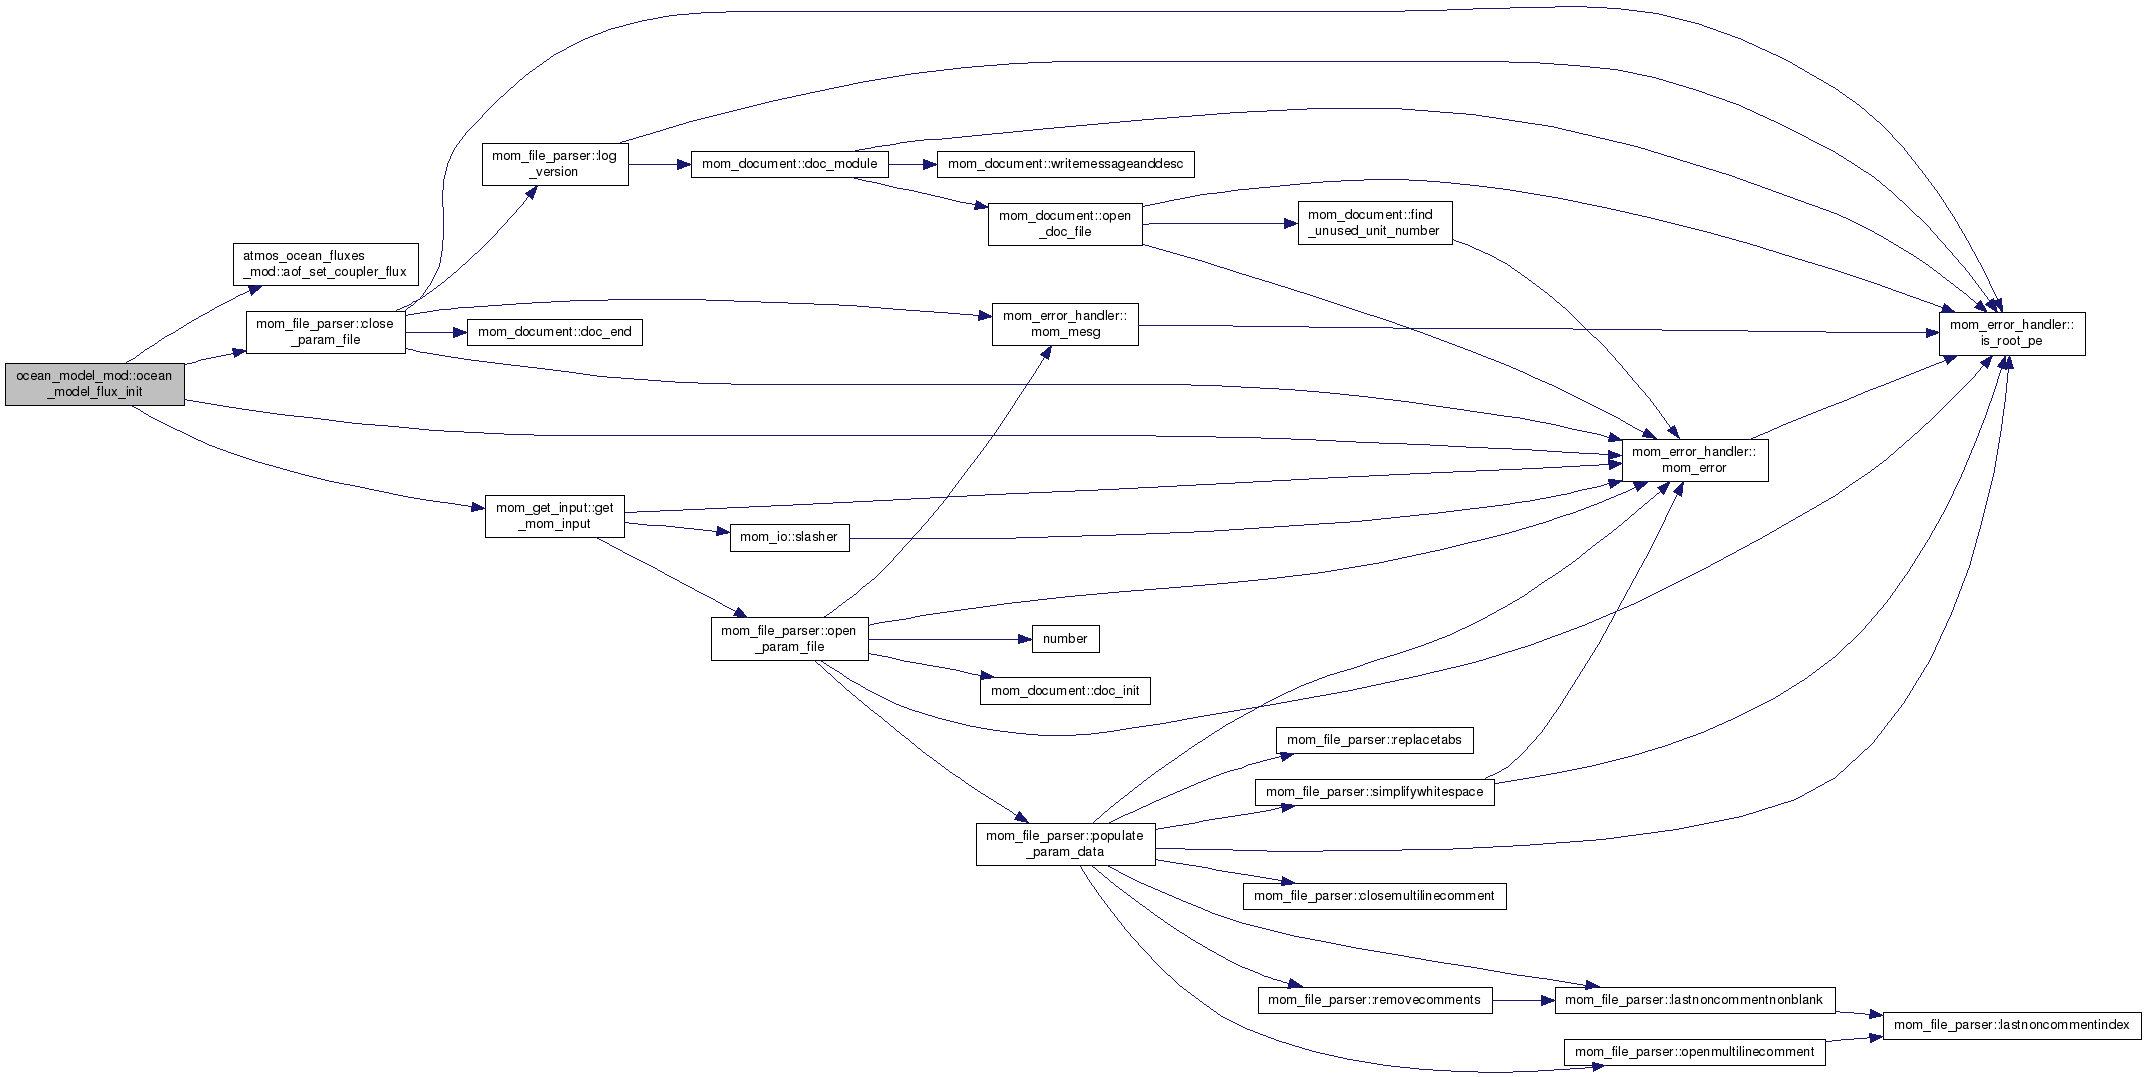 mom_file_parser::log
_version
mom_document::doc_module
mom_document::writemessageanddesc
mom_document::open
_doc_file
mom_document::find
_unused_unit_number
atmos_ocean_fluxes
_mod::aof_set_coupler_flux
mom_file_parser::close
_param_file
mom_document::doc_end
mom_error_handler::
mom_mesg
mom_error_handler::
is_root_pe
ocean_model_mod::ocean
_model_flux_init
mom_error_handler::
mom_error
mom_get_input::get
_mom_input
mom_io::slasher
mom_file_parser::open
_param_file
number
mom_document::doc_init
mom_file_parser::replacetabs
mom_file_parser::simplifywhitespace
mom_file_parser::populate
_param_data
mom_file_parser::closemultilinecomment
mom_file_parser::removecomments
mom_file_parser::lastnoncommentnonblank
mom_file_parser::lastnoncommentindex
mom_file_parser::openmultilinecomment